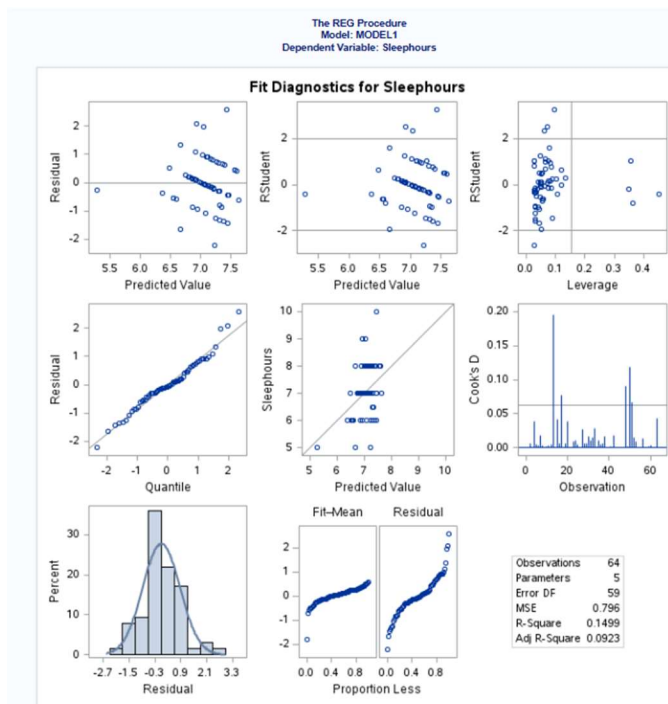 The REG Procedure
Model: MODEL1
Dependent Variable: Sleephours
Fit Diagnostics for Sleephours
Residual
2
1
0
-1
-2
5.5 6.0 6.5 7.0 7.5
Predicted Value
RStudent
2
0
-2
5.5 6.0 6.5 7.0 7.5
Predicted Value
RStudent
2
0
-2
0.0 0.1 0.2 0.3 0.4
Leverage
Residual
2
1
0
-1
-2
-2 -1 0 1 2
Quantile
Sleephours
10
9
8
7
6
5
5 6 7 8 9 10
Predicted Value
Cook's D
0.20
0.15
0.10
0.05
0.00
0 20 40 60
Observation
Percent
30
20
10
0
-2.7 -1.5 -0.3 0.9 2.1 3.3
Residual
Fit–Mean Residual
2
1
0
-1
-2
0.0 0.4 0.8 0.0 0.4 0.8
Proportion Less
Observations 64
Parameters 5
Error DF 59
MSE 0.796
R-Square 0.1499
Adj R-Square 0.0923